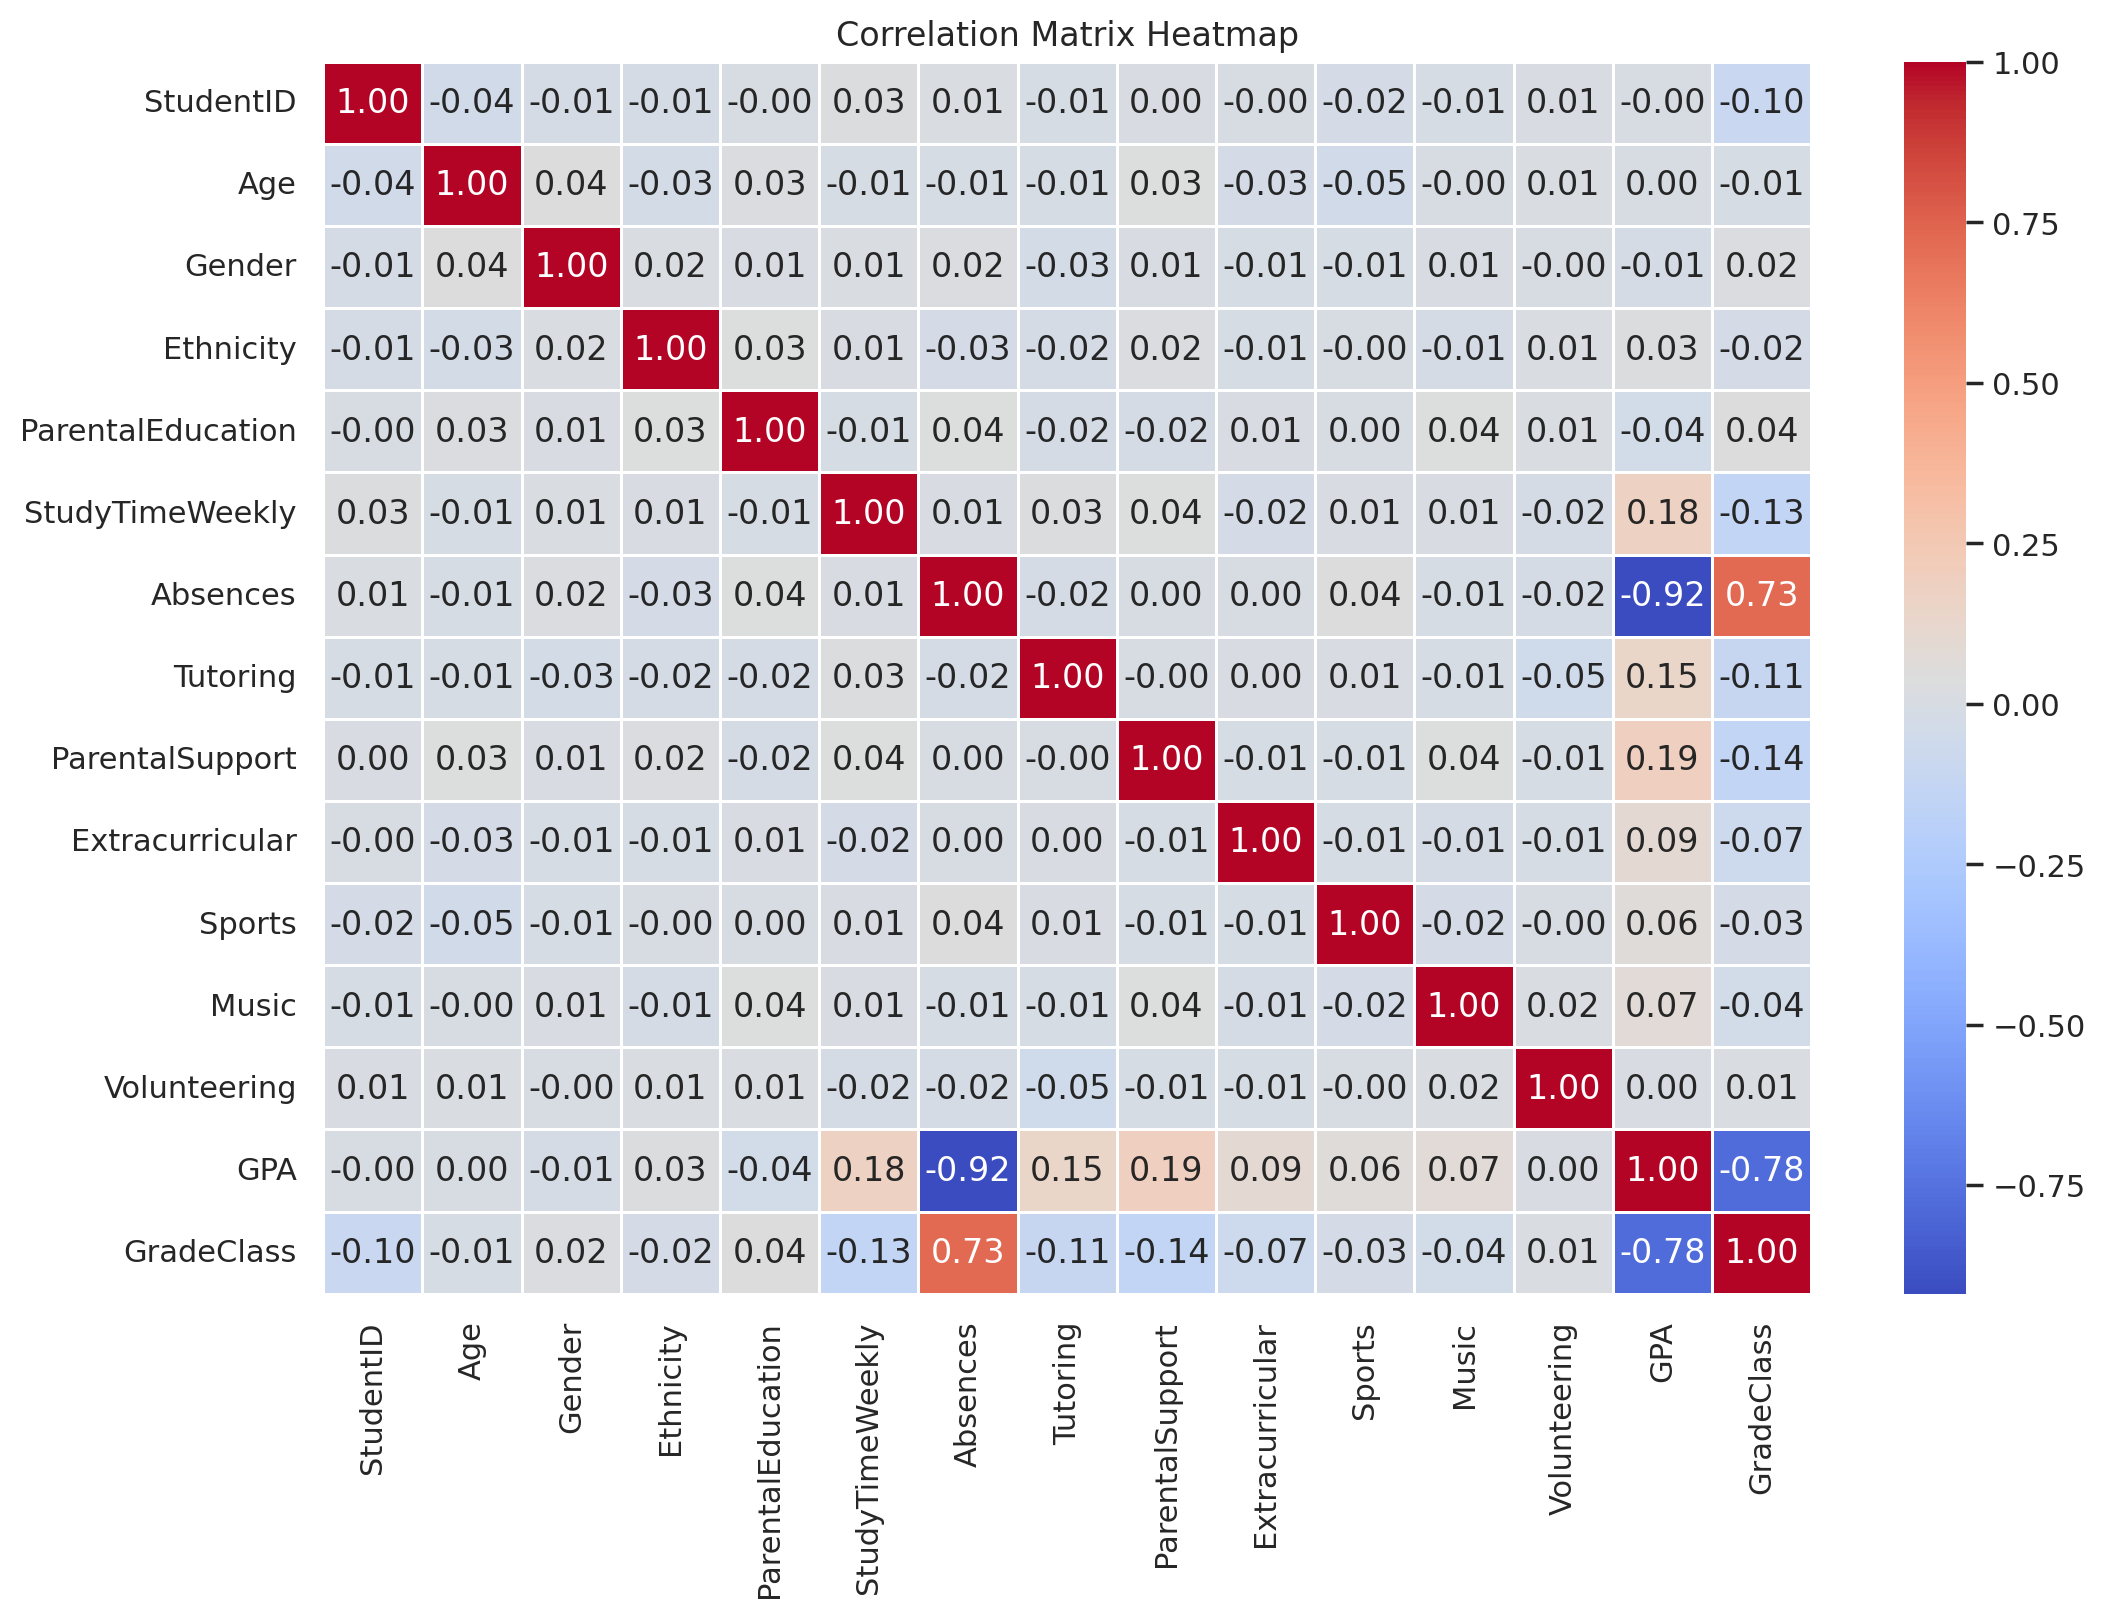 Correlation Matrix Heatmap
StudentID 1.00 -0.04 -0.01 -0.01 -0.00 0.03 0.01 -0.01 0.00 -0.00 -0.02 -0.01 0.01 -0.00 -0.10
Age -0.04 1.00 0.04 -0.03 0.03 -0.01 -0.01 -0.01 0.03 -0.03 -0.05 -0.00 0.01 0.00 -0.01
Gender -0.01 0.04 1.00 0.02 0.01 0.01 0.02 -0.03 0.01 -0.01 -0.01 0.01 -0.00 -0.01 0.02
Ethnicity -0.01 -0.03 0.02 1.00 0.03 0.01 -0.03 -0.02 0.02 -0.01 -0.00 -0.01 0.01 0.03 -0.02
ParentalEducation -0.00 0.03 0.01 0.03 1.00 -0.01 0.04 -0.02 -0.02 0.01 0.00 0.04 0.01 -0.04 0.04
StudyTimeWeekly 0.03 -0.01 0.01 0.01 -0.01 1.00 0.01 0.03 0.04 -0.02 0.01 0.01 -0.02 0.18 -0.13
Absences 0.01 -0.01 0.02 -0.03 0.04 0.01 1.00 -0.02 0.00 0.00 0.04 -0.01 -0.02 -0.92 0.73
Tutoring -0.01 -0.01 -0.03 -0.02 -0.02 0.03 -0.02 1.00 -0.00 0.00 0.01 -0.01 -0.05 0.15 -0.11
ParentalSupport 0.00 0.03 0.01 0.02 -0.02 0.04 0.00 -0.00 1.00 -0.01 -0.01 0.04 -0.01 0.19 -0.14
Extracurricular -0.00 -0.03 -0.01 -0.01 0.01 -0.02 0.00 0.00 -0.01 1.00 -0.01 -0.01 -0.01 0.09 -0.07
Sports -0.02 -0.05 -0.01 -0.00 0.00 0.01 0.04 0.01 -0.01 -0.01 1.00 -0.02 -0.00 0.06 -0.03
Music -0.01 -0.00 0.01 -0.01 0.04 0.01 -0.01 -0.01 0.04 -0.01 -0.02 1.00 0.02 0.07 -0.04
Volunteering 0.01 0.01 -0.00 0.01 0.01 -0.02 -0.02 -0.05 -0.01 -0.01 -0.00 0.02 1.00 0.00 0.01
GPA -0.00 0.00 -0.01 0.03 -0.04 0.18 -0.92 0.15 0.19 0.09 0.06 0.07 0.00 1.00 -0.78
GradeClass -0.10 -0.01 0.02 -0.02 0.04 -0.13 0.73 -0.11 -0.14 -0.07 -0.03 -0.04 0.01 -0.78 1.00
StudentID
Age
Gender
Ethnicity
ParentalEducation
StudyTimeWeekly
Absences
Tutoring
ParentalSupport
Extracurricular
Sports
Music
Volunteering
GPA
GradeClass
1.00
0.75
0.50
0.25
0.00
−0.25
−0.50
−0.75